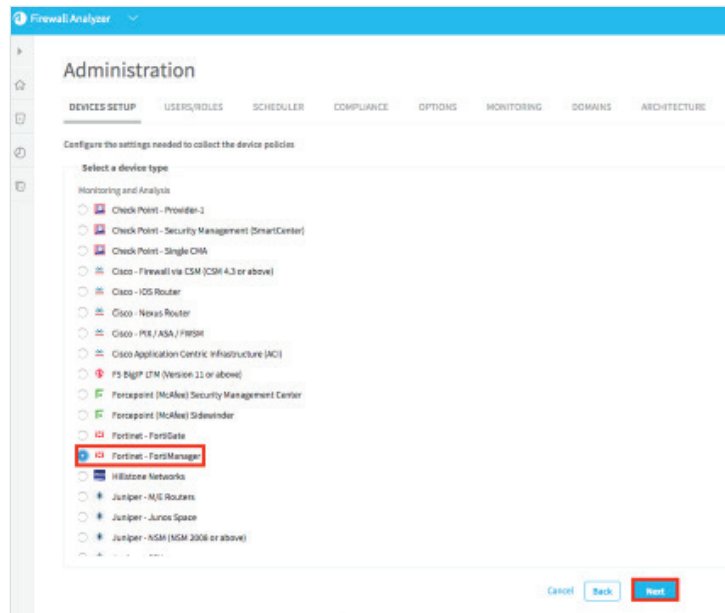 Firewall Analyzer
Administration
DEVICES SETUP USERS/ROLES SCHEDULER COMPLIANCE OPTIONS MONITORING DOMAINS ARCHITECTURE
Configure the settings needed to collect the device policies
Select a device type
Monitoring and Analysis
Check Point - Provider-1
Check Point - Security Management (SmartCenter)
Check Point - Single CMA
Cisco - Firewall via CSM (CSM 4.3 or above)
Cisco - IOS Router
Cisco - Nexus Router
Cisco - PIX / ASA / FWSM
Cisco Application Centric Infrastructure (ACI)
F5 BigIP LTM (Version 11 or above)
Forcepoint (McAfee) Security Management Center
Forcepoint (McAfee) Sidewinder
Fortinet - FortiGate
Fortinet - FortiManager
Hillstone Networks
Juniper - M/E Routers
Juniper - Junos Space
Juniper - NSM (NSM 2008 or above)
Cancel Back Next